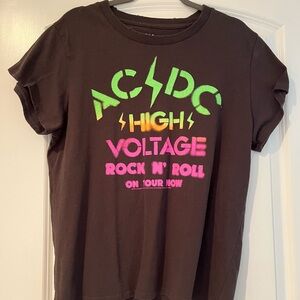 AC⚡DC
⚡HIGH⚡
VOLTAGE
ROCK N' ROLL
ON TOUR NOW